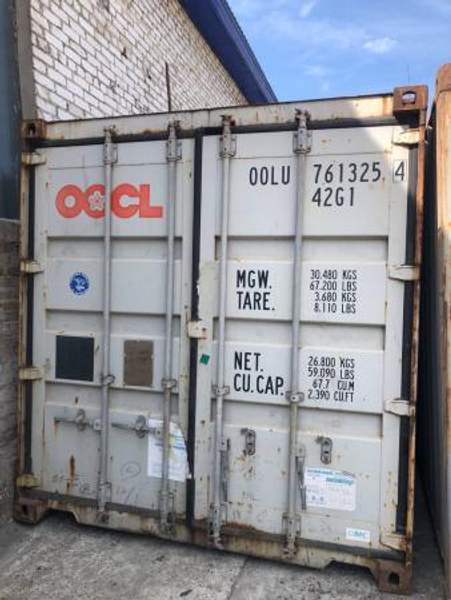 OOCL
OOLU 761325 4
42G1
MGW. 30.480 KGS
67.200 LBS
TARE. 3.680 KGS
8.110 LBS
NET. 26.800 KGS
59.090 LBS
CU.CAP. 67.7 CU.M
2.390 CU.FT